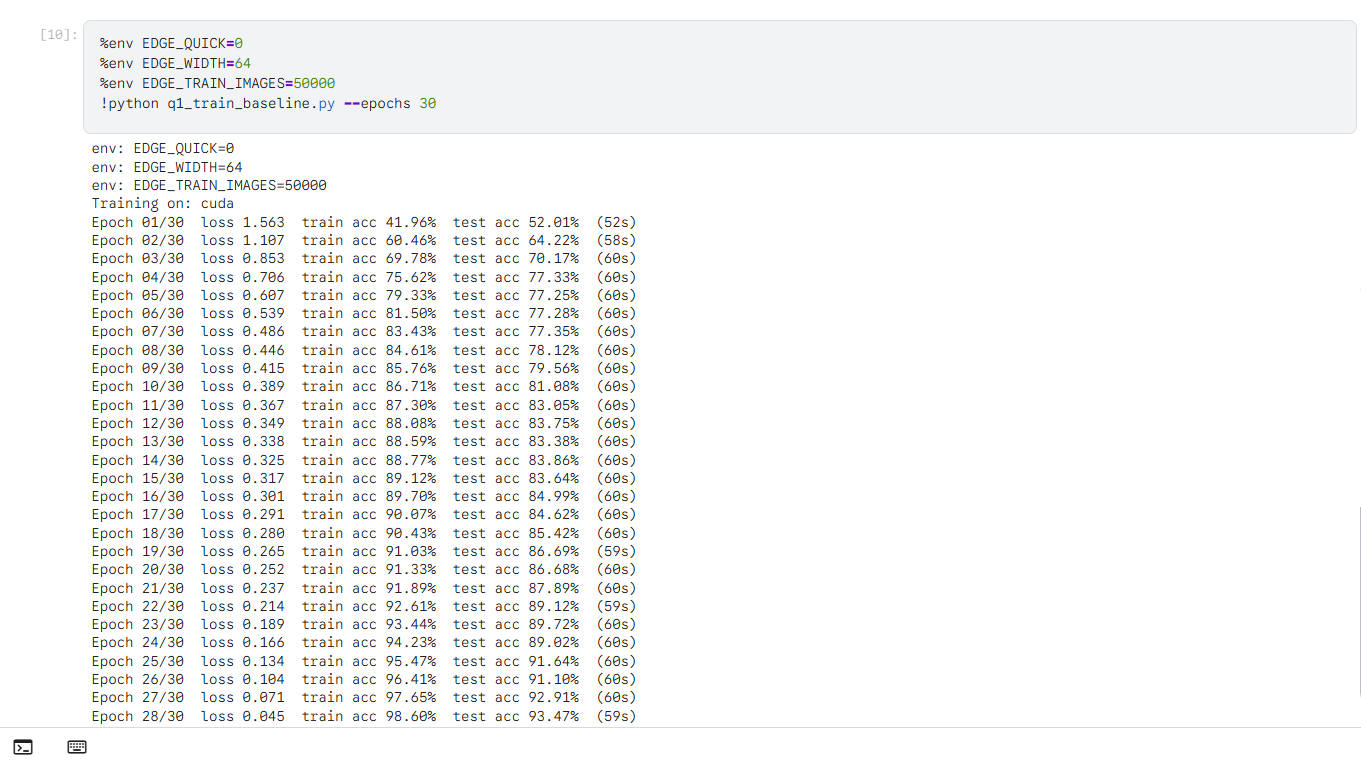 [10]:
%env EDGE_QUICK=0
%env EDGE_WIDTH=64
%env EDGE_TRAIN_IMAGES=50000
!python q1_train_baseline.py --epochs 30
env: EDGE_QUICK=0
env: EDGE_WIDTH=64
env: EDGE_TRAIN_IMAGES=50000
Training on: cuda
Epoch 01/30  loss 1.563  train acc 41.96%  test acc 52.01%  (52s)
Epoch 02/30  loss 1.107  train acc 60.46%  test acc 64.22%  (58s)
Epoch 03/30  loss 0.853  train acc 69.78%  test acc 70.17%  (60s)
Epoch 04/30  loss 0.706  train acc 75.62%  test acc 77.33%  (60s)
Epoch 05/30  loss 0.607  train acc 79.33%  test acc 77.25%  (60s)
Epoch 06/30  loss 0.539  train acc 81.50%  test acc 77.28%  (60s)
Epoch 07/30  loss 0.486  train acc 83.43%  test acc 77.35%  (60s)
Epoch 08/30  loss 0.446  train acc 84.61%  test acc 78.12%  (60s)
Epoch 09/30  loss 0.415  train acc 85.76%  test acc 79.56%  (60s)
Epoch 10/30  loss 0.389  train acc 86.71%  test acc 81.08%  (60s)
Epoch 11/30  loss 0.367  train acc 87.30%  test acc 83.05%  (60s)
Epoch 12/30  loss 0.349  train acc 88.08%  test acc 83.75%  (60s)
Epoch 13/30  loss 0.338  train acc 88.59%  test acc 83.38%  (60s)
Epoch 14/30  loss 0.325  train acc 88.77%  test acc 83.86%  (60s)
Epoch 15/30  loss 0.317  train acc 89.12%  test acc 83.64%  (60s)
Epoch 16/30  loss 0.301  train acc 89.70%  test acc 84.99%  (60s)
Epoch 17/30  loss 0.291  train acc 90.07%  test acc 84.62%  (60s)
Epoch 18/30  loss 0.280  train acc 90.43%  test acc 85.42%  (60s)
Epoch 19/30  loss 0.265  train acc 91.03%  test acc 86.69%  (59s)
Epoch 20/30  loss 0.252  train acc 91.33%  test acc 86.68%  (60s)
Epoch 21/30  loss 0.237  train acc 91.89%  test acc 87.89%  (60s)
Epoch 22/30  loss 0.214  train acc 92.61%  test acc 89.12%  (59s)
Epoch 23/30  loss 0.189  train acc 93.44%  test acc 89.72%  (60s)
Epoch 24/30  loss 0.166  train acc 94.23%  test acc 89.02%  (60s)
Epoch 25/30  loss 0.134  train acc 95.47%  test acc 91.64%  (60s)
Epoch 26/30  loss 0.104  train acc 96.41%  test acc 91.10%  (60s)
Epoch 27/30  loss 0.071  train acc 97.65%  test acc 92.91%  (60s)
Epoch 28/30  loss 0.045  train acc 98.60%  test acc 93.47%  (59s)